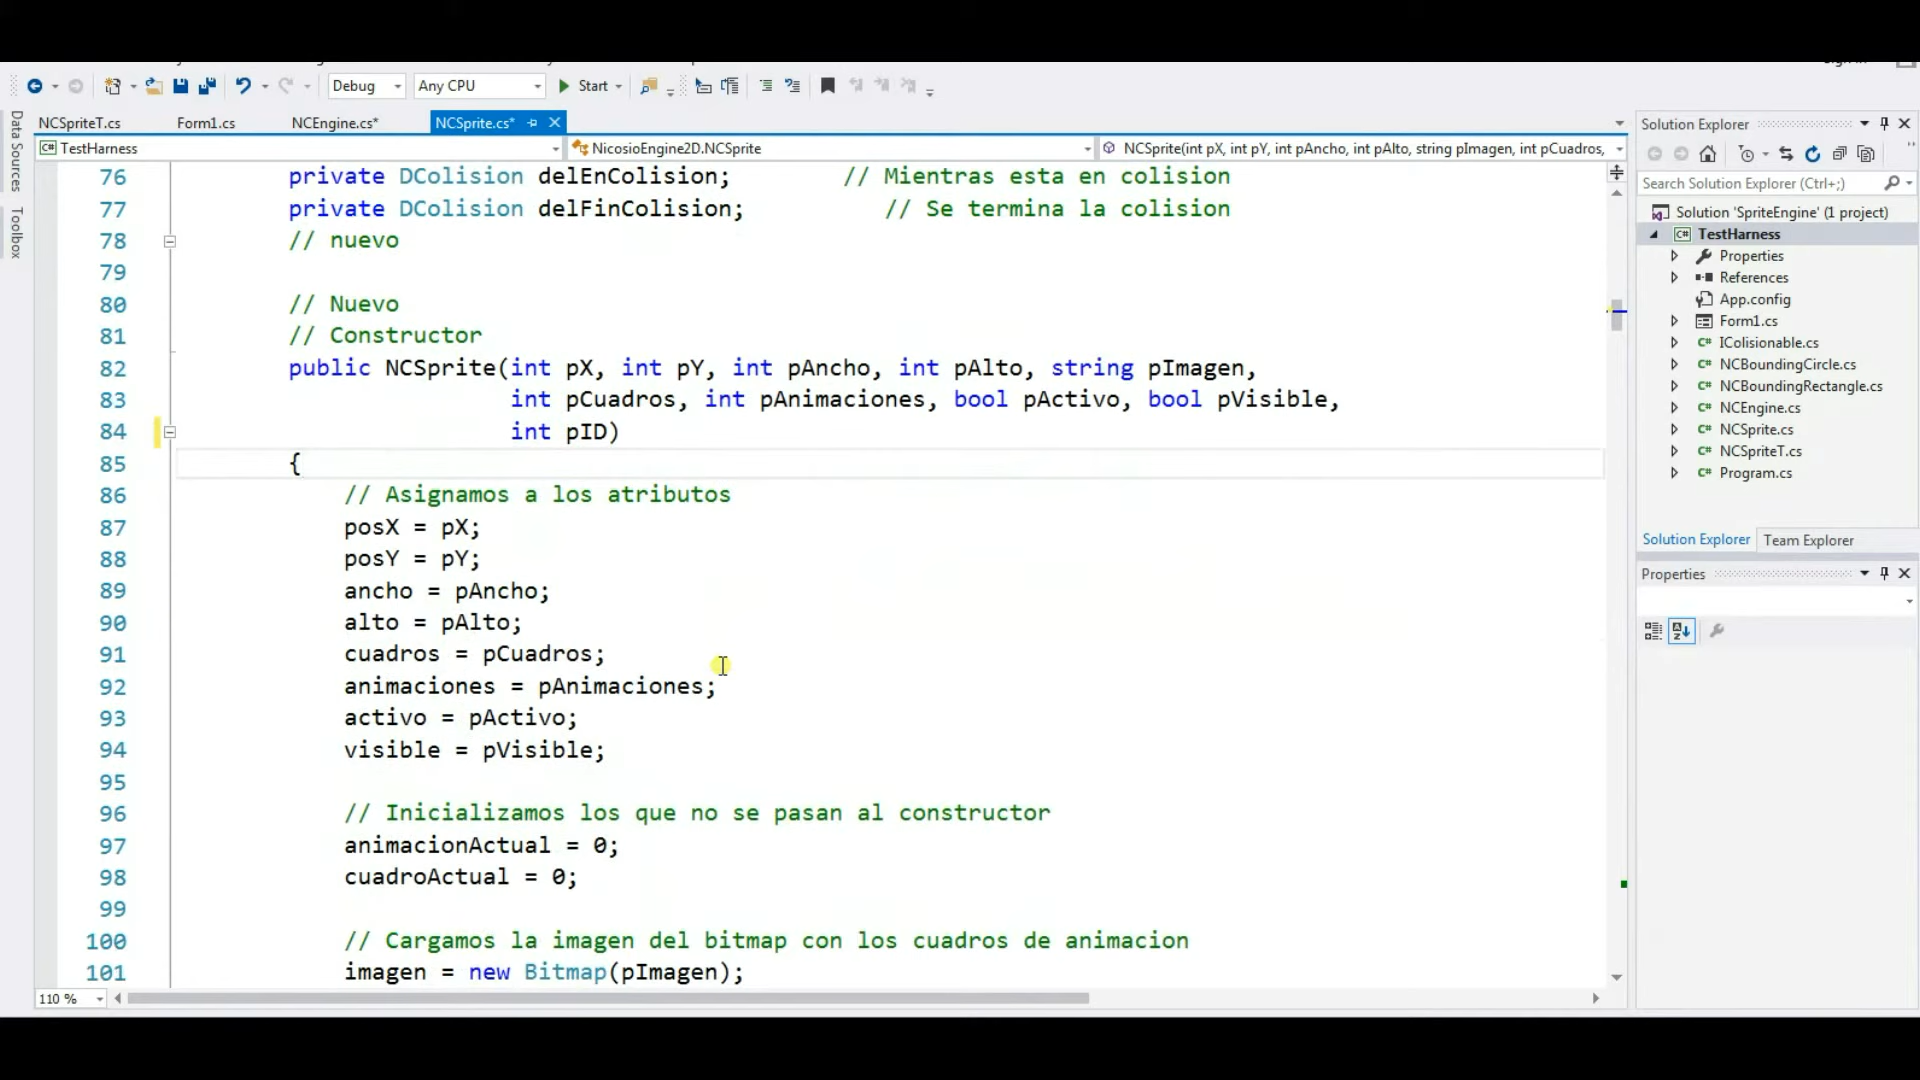 Debug
Any CPU
Start
Data Sources
Toolbox
NCSpriteT.cs
Form1.cs
NCEngine.cs*
NCSprite.cs*
TestHarness
NicosioEngine2D.NCSprite
NCSprite(int pX, int pY, int pAncho, int pAlto, string pImagen, int pCuadros,
76 private DColision delEnColision; // Mientras esta en colision
77 private DColision delFinColision; // Se termina la colision
78 // nuevo
79
80 // Nuevo
81 // Constructor
82 public NCSprite(int pX, int pY, int pAncho, int pAlto, string pImagen,
83 int pCuadros, int pAnimaciones, bool pActivo, bool pVisible,
84 int pID)
85 {
86 // Asignamos a los atributos
87 posX = pX;
88 posY = pY;
89 ancho = pAncho;
90 alto = pAlto;
91 cuadros = pCuadros;
92 animaciones = pAnimaciones;
93 activo = pActivo;
94 visible = pVisible;
95
96 // Inicializamos los que no se pasan al constructor
97 animacionActual = 0;
98 cuadroActual = 0;
99
100 // Cargamos la imagen del bitmap con los cuadros de animacion
101 imagen = new Bitmap(pImagen);
110 %
Solution Explorer
Search Solution Explorer (Ctrl+;)
Solution 'SpriteEngine' (1 project)
C# TestHarness
Properties
References
App.config
Form1.cs
C# IColisionable.cs
C# NCBoundingCircle.cs
C# NCBoundingRectangle.cs
C# NCEngine.cs
C# NCSprite.cs
C# NCSpriteT.cs
C# Program.cs
Solution Explorer
Team Explorer
Properties